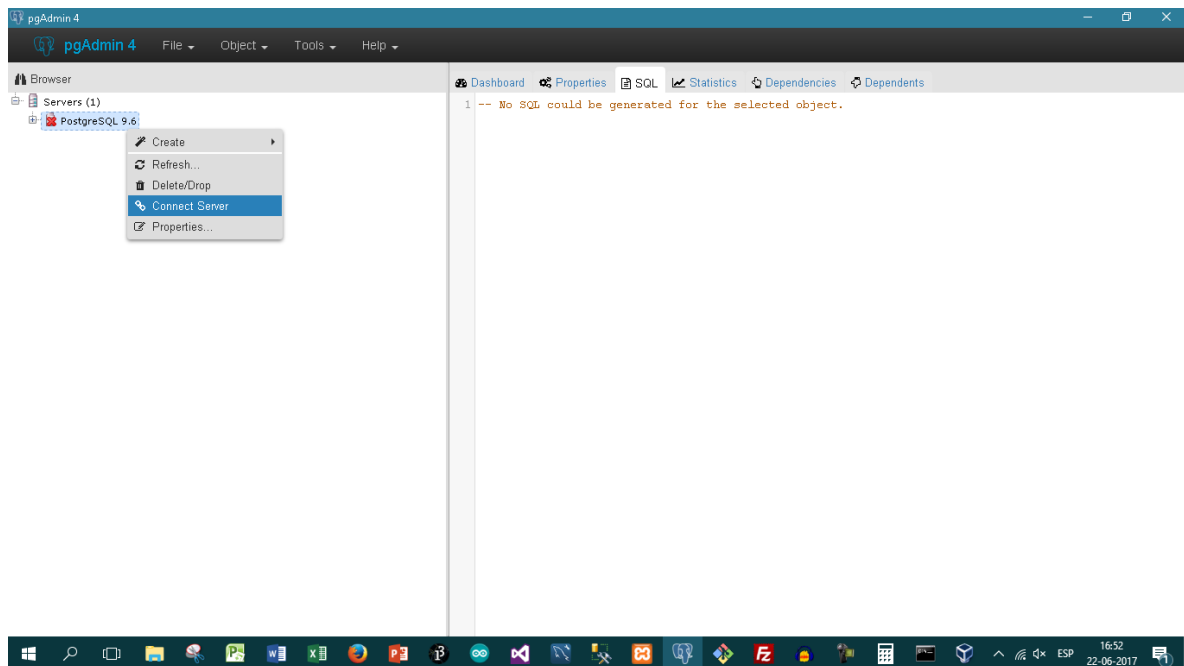 pgAdmin 4
pgAdmin 4 File Object Tools Help
Browser
Servers (1)
PostgreSQL 9.6
Create
Refresh...
Delete/Drop
Connect Server
Properties...
Dashboard Properties SQL Statistics Dependencies Dependents
1 -- No SQL could be generated for the selected object.
ESP
16:52
22-06-2017